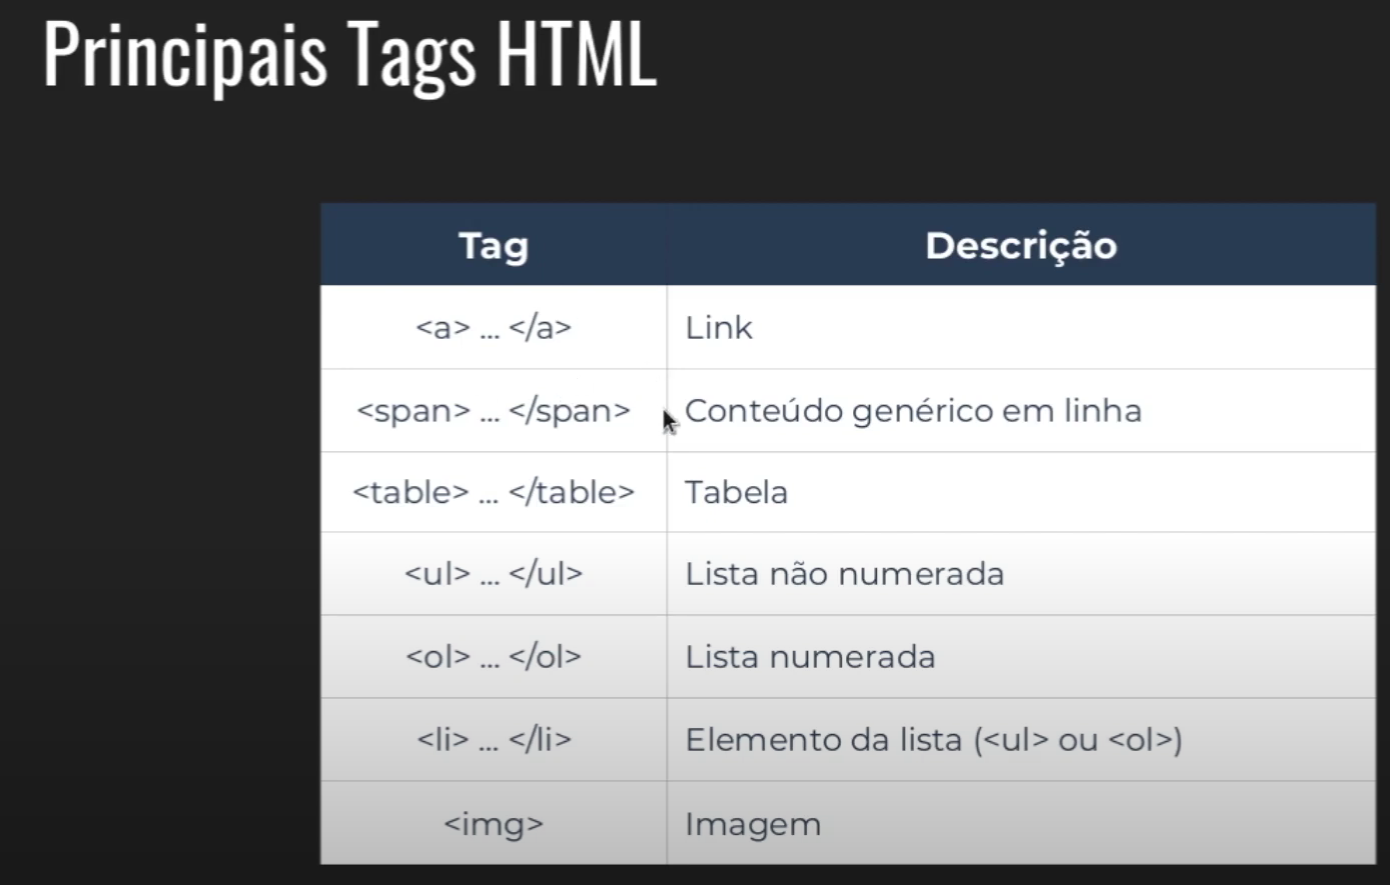 Principais Tags HTML
Tag Descrição
<a> ... </a> Link
<span> ... </span> Conteúdo genérico em linha
<table> ... </table> Tabela
<ul> ... </ul> Lista não numerada
<ol> ... </ol> Lista numerada
<li> ... </li> Elemento da lista (<ul> ou <ol>)
<img> Imagem